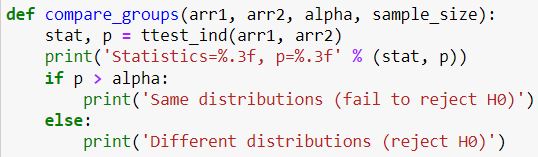 def compare_groups(arr1, arr2, alpha, sample_size):
    stat, p = ttest_ind(arr1, arr2)
    print('Statistics=%.3f, p=%.3f' % (stat, p))
    if p > alpha:
        print('Same distributions (fail to reject H0)')
    else:
        print('Different distributions (reject H0)')